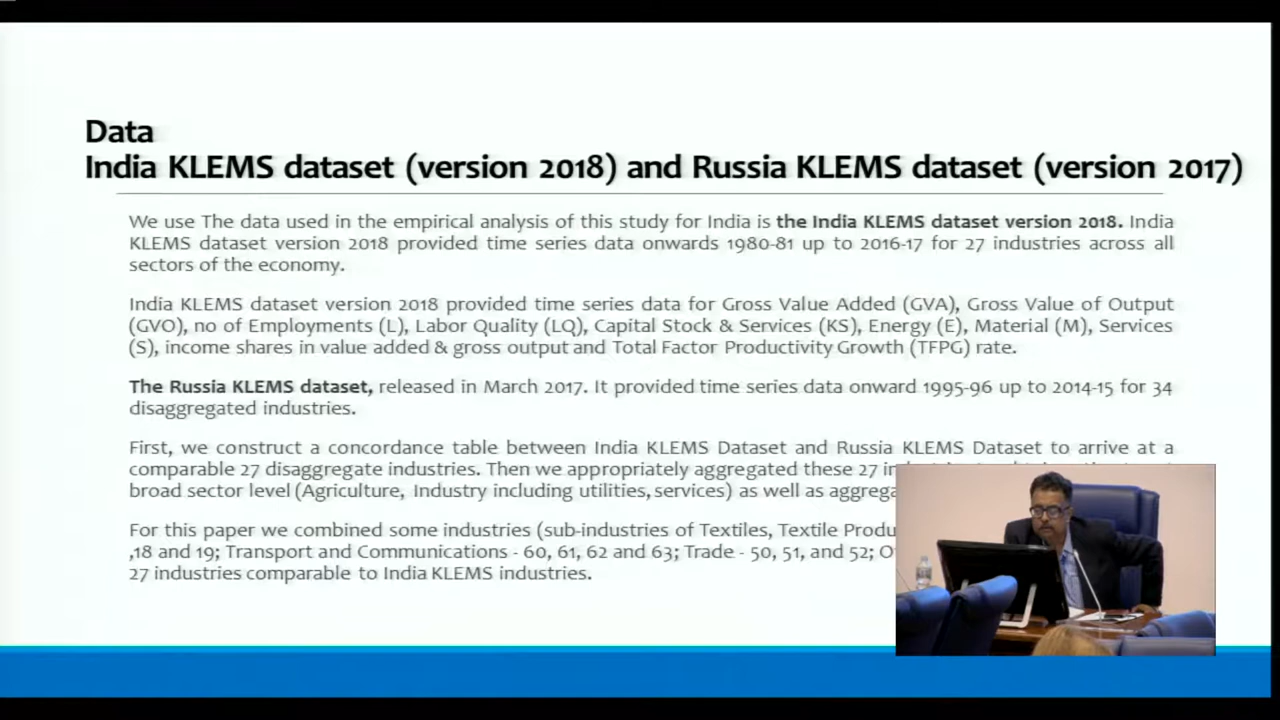 Data
India KLEMS dataset (version 2018) and Russia KLEMS dataset (version 2017)
We use The data used in the empirical analysis of this study for India is the India KLEMS dataset version 2018. India
KLEMS dataset version 2018 provided time series data onwards 1980-81 up to 2016-17 for 27 industries across all
sectors of the economy.
India KLEMS dataset version 2018 provided time series data for Gross Value Added (GVA), Gross Value of Output
(GVO), no of Employments (L), Labor Quality (LQ), Capital Stock & Services (KS), Energy (E), Material (M), Services
(S), income shares in value added & gross output and Total Factor Productivity Growth (TFPG) rate.
The Russia KLEMS dataset, released in March 2017. It provided time series data onward 1995-96 up to 2014-15 for 34
disaggregated industries.
First, we construct a concordance table between India KLEMS Dataset and Russia KLEMS Dataset to arrive at a
comparable 27 disaggregate industries. Then we appropriately aggregated these 27
broad sector level (Agriculture, Industry including utilities, services) as well as
For this paper we combined some industries (sub-industries of Textiles, Textile
,18 and 19; Transport and Communications - 60, 61, 62 and 63; Trade - 50, 51, and 52;
27 industries comparable to India KLEMS industries.